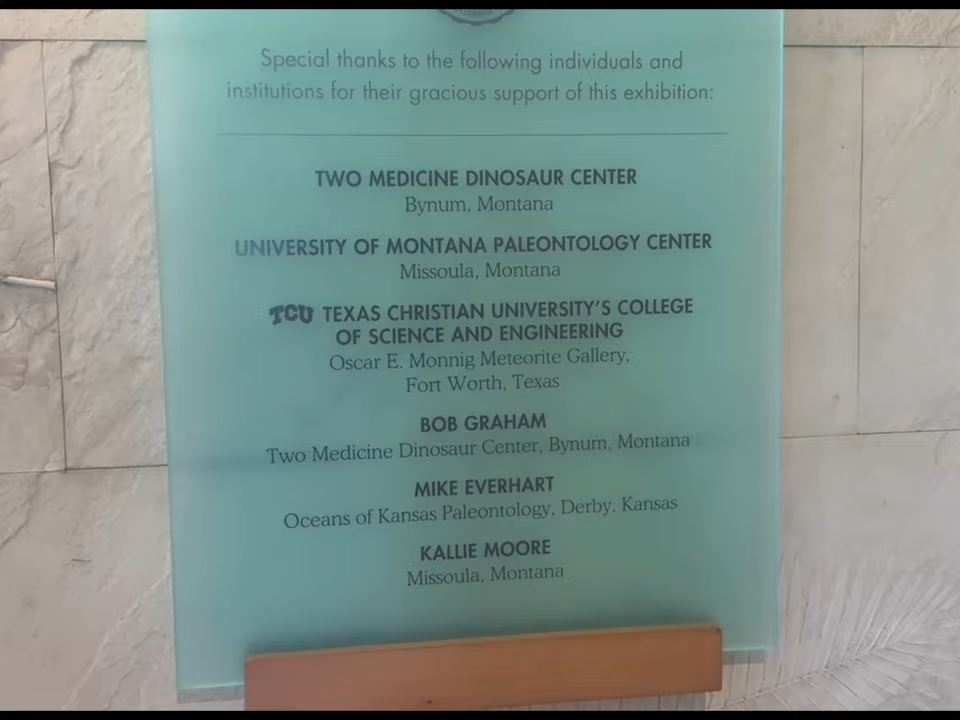 Special thanks to the following individuals and
institutions for their gracious support of this exhibition:
TWO MEDICINE DINOSAUR CENTER
Bynum, Montana
UNIVERSITY OF MONTANA PALEONTOLOGY CENTER
Missoula, Montana
TCU TEXAS CHRISTIAN UNIVERSITY'S COLLEGE
OF SCIENCE AND ENGINEERING
Oscar E. Monnig Meteorite Gallery,
Fort Worth, Texas
BOB GRAHAM
Two Medicine Dinosaur Center, Bynum, Montana
MIKE EVERHART
Oceans of Kansas Paleontology, Derby, Kansas
KALLIE MOORE
Missoula, Montana